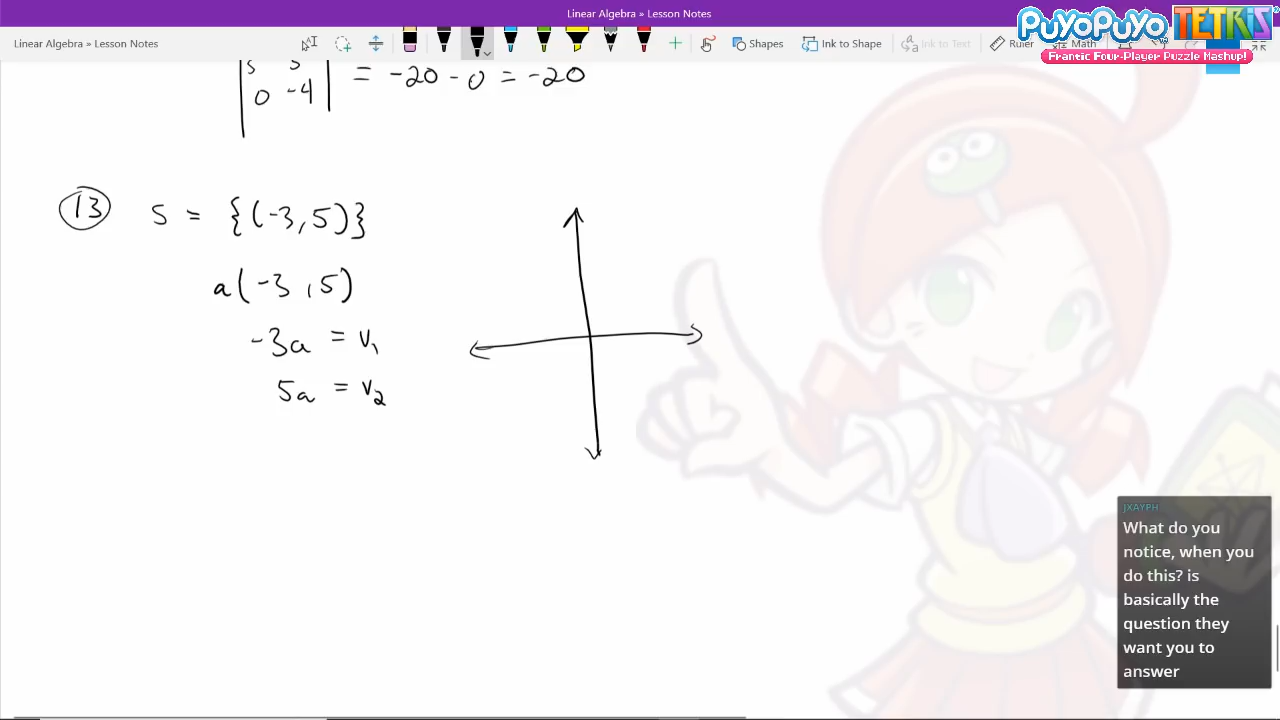 Linear Algebra » Lesson Notes
Linear Algebra » Lesson Notes
Shapes
Ink to Shape
Ink to Text
Ruler
Math
PUYOPUYO TETRIS
Frantic Four-Player Puzzle Mashup!
= -20 - 0 = -20
0 -4
13 S = {(-3, 5)}
a(-3, 5)
-3a = v₁
5a = v₂
JXAYPH
What do you
notice, when you
do this? is
basically the
question they
want you to
answer